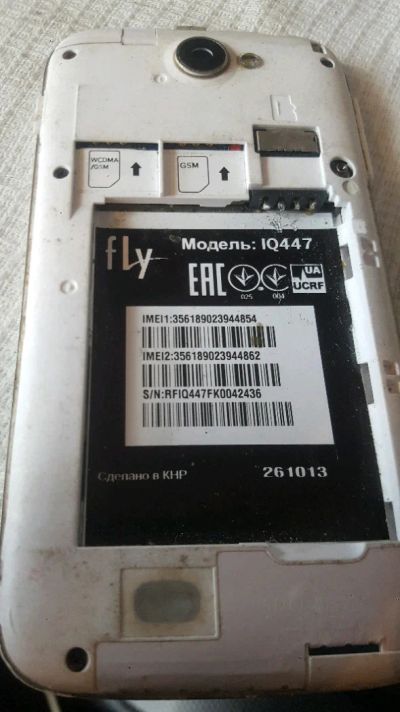 WCDMA
/GSM
GSM
fly
Модель: IQ447
EAC
025
004
UA
UCRF
IMEI1:356189023944854
IMEI2:356189023944862
S/N:RFIQ447FK0042436
Сделано в КНР
261013